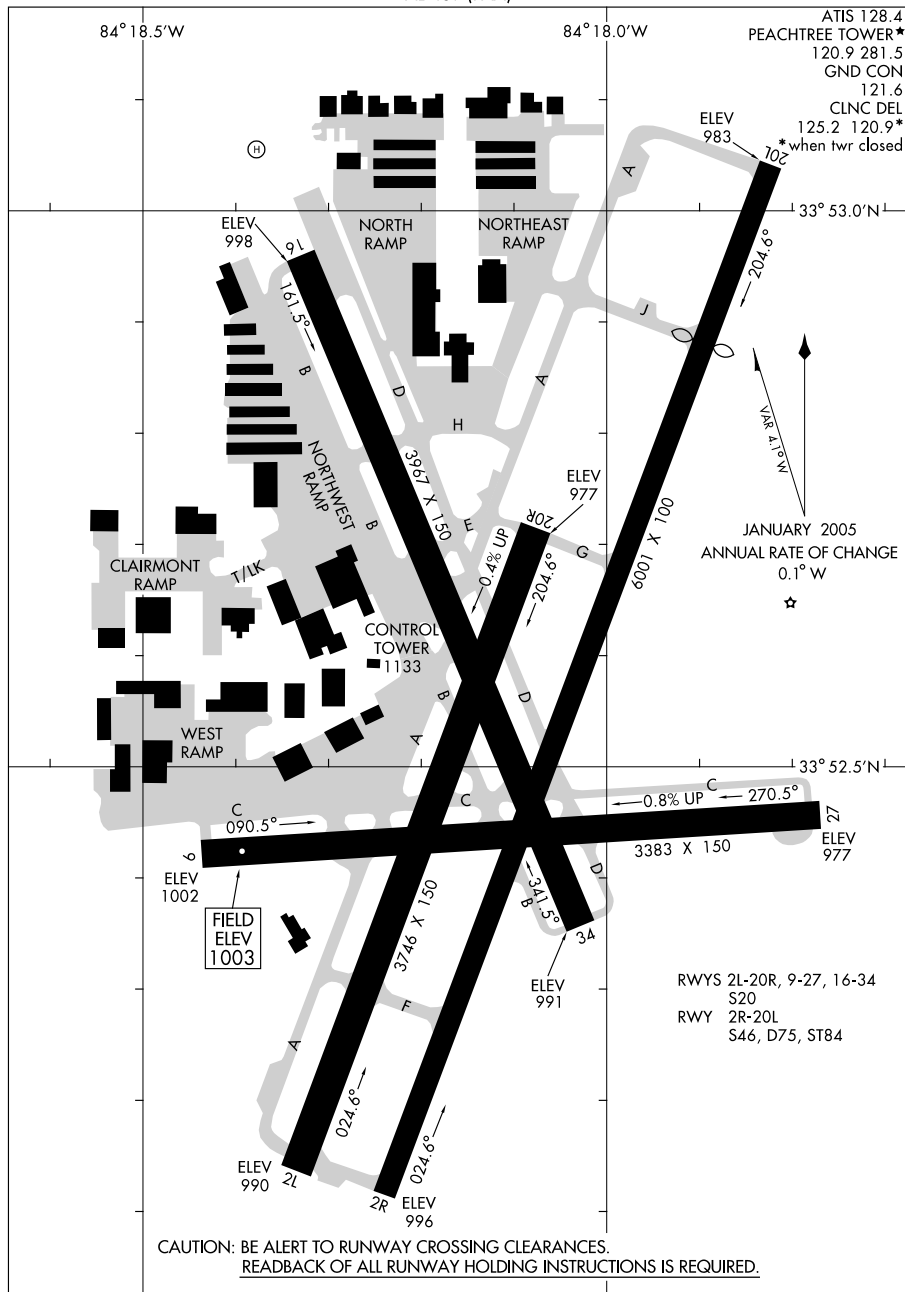 84°18.5'W
84°18.0'W
ATIS 128.4
PEACHTREE TOWER★
120.9 281.5
GND CON
121.6
CLNC DEL
125.2 120.9*
*when twr closed
ELEV
983
20L
A
H
33°53.0'N
NORTH
RAMP
NORTHEAST
RAMP
ELEV
998
16
204.6°
161.5°
J
B
D
A
VAR 4.1° W
H
3967 X 150
NORTHWEST
RAMP
ELEV
977
20R
E
B
G
6001 X 100
JANUARY 2005
ANNUAL RATE OF CHANGE
0.1° W
CLAIRMONT
RAMP
T/LK
0.4% UP
204.6°
CONTROL
TOWER
1133
B
D
A
WEST
RAMP
33°52.5'N
C
090.5°
C
0.8% UP
C
270.5°
9
27
ELEV
1002
3383 X 150
ELEV
977
FIELD
ELEV
1003
3746 X 150
341.5°
D
B
34
ELEV
991
RWYS 2L-20R, 9-27, 16-34
S20
RWY 2R-20L
S46, D75, ST84
F
A
024.6°
024.6°
ELEV
990
2L
2R
ELEV
996
CAUTION: BE ALERT TO RUNWAY CROSSING CLEARANCES.
READBACK OF ALL RUNWAY HOLDING INSTRUCTIONS IS REQUIRED.